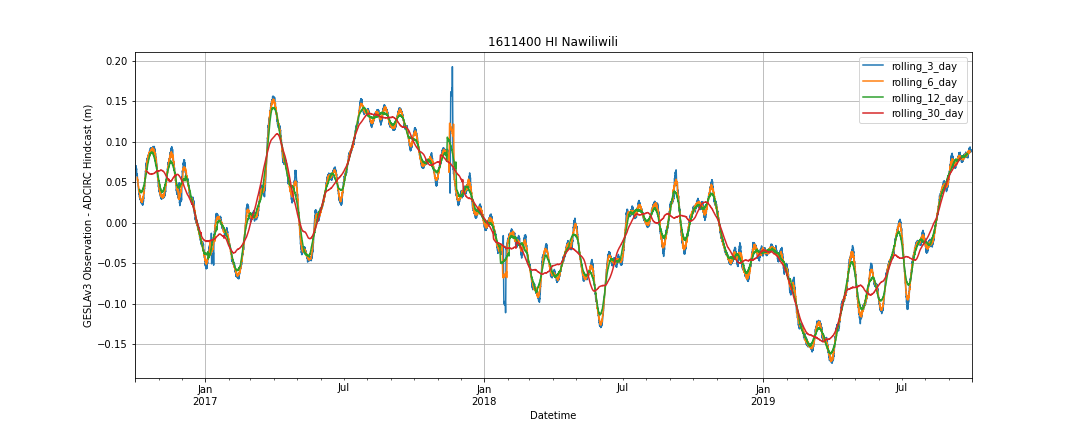 1611400 HI Nawiliwili
GESLAv3 Observation - ADCIRC Hindcast (m)
0.20
0.15
0.10
0.05
0.00
−0.05
−0.10
−0.15
rolling_3_day
rolling_6_day
rolling_12_day
rolling_30_day
Jan
2017
Jul
Jan
2018
Jul
Jan
2019
Jul
Datetime